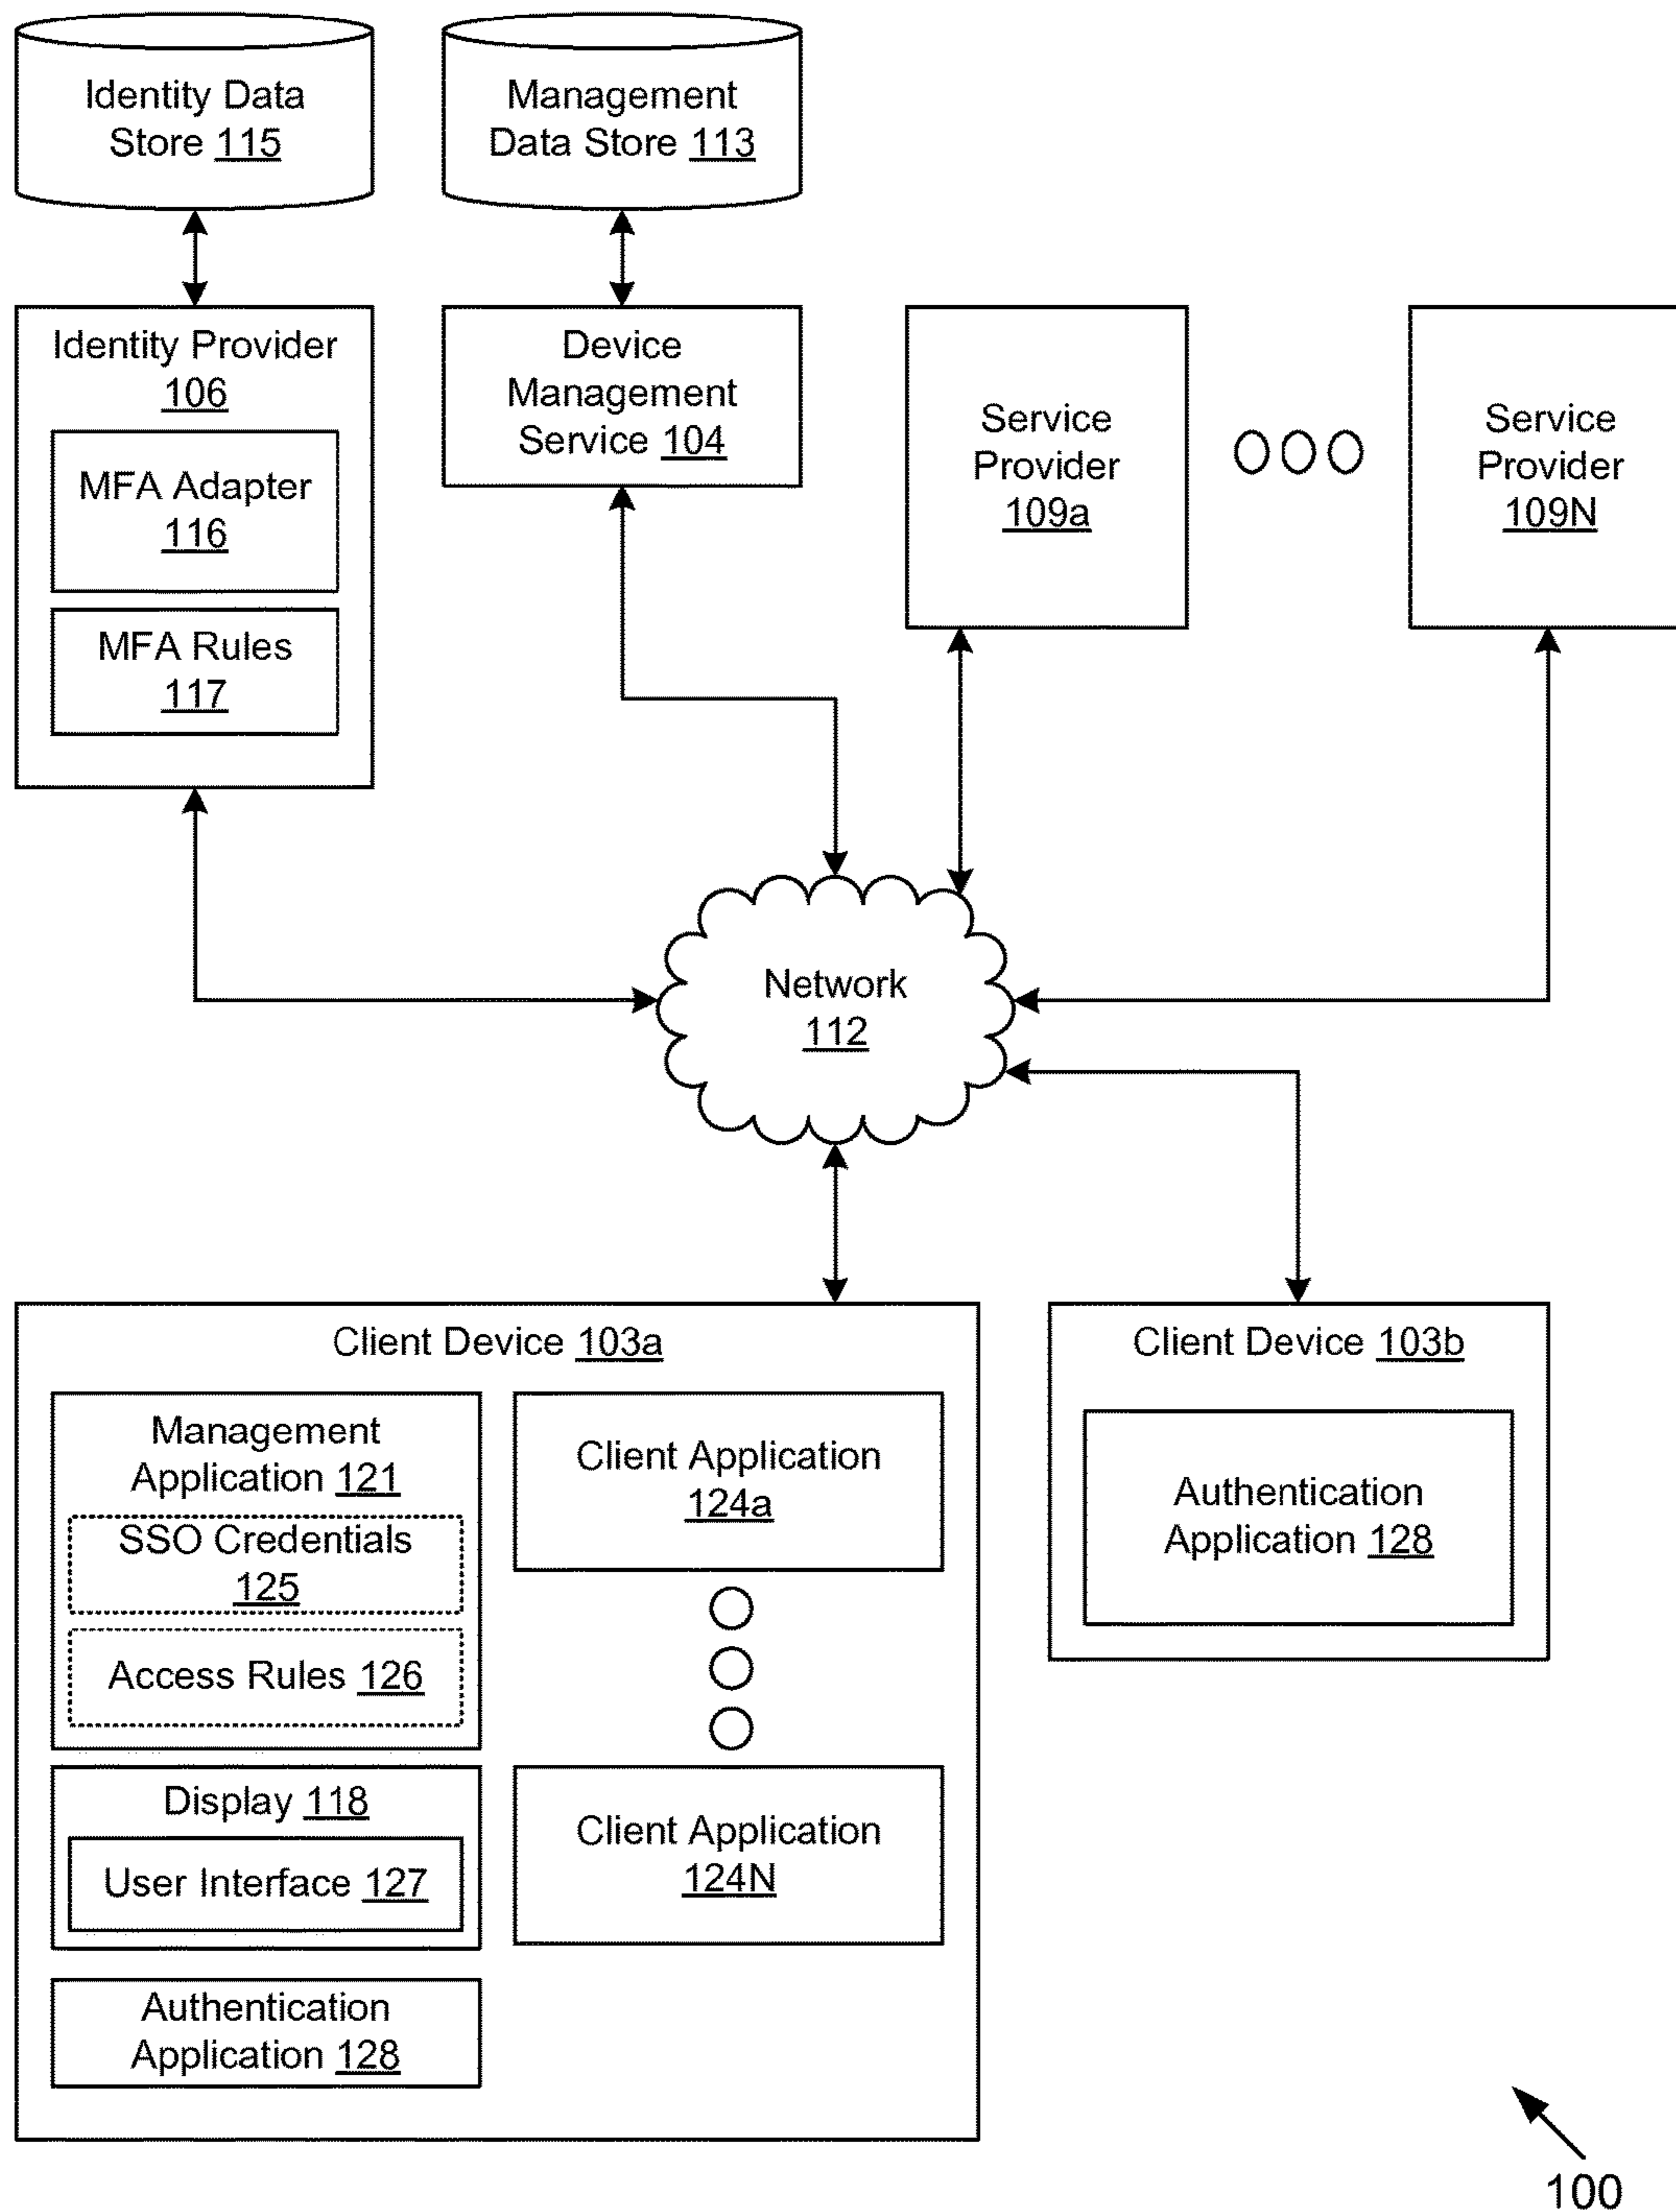 Identity Data
Store 115
Management
Data Store 113
Identity Provider
106
MFA Adapter
116
MFA Rules
117
Device
Management
Service 104
Service
Provider
109a
Service
Provider
109N
Network
112
Client Device 103a
Management
Application 121
SSO Credentials
125
Access Rules 126
Display 118
User Interface 127
Authentication
Application 128
Client Application
124a
Client Application
124N
Client Device 103b
Authentication
Application 128
100